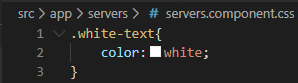 src > app > servers > # servers.component.css
1 .white-text{
2 color: white;
3 }